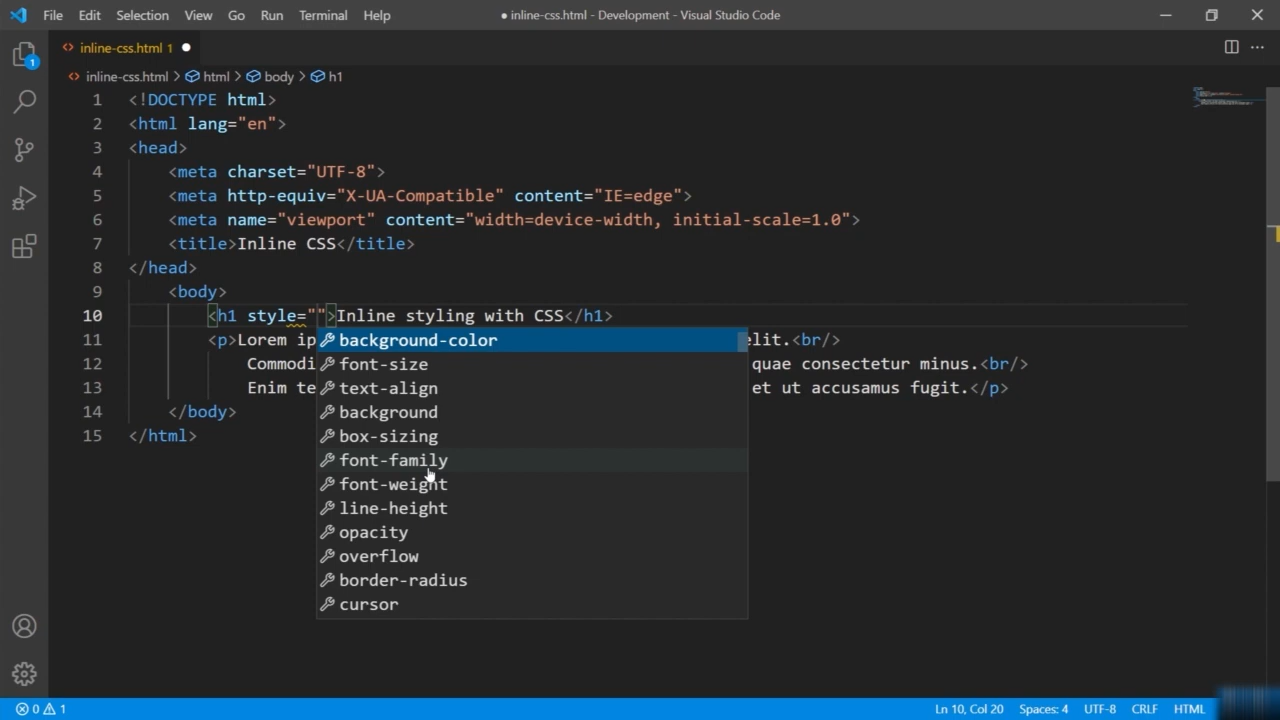 File Edit Selection View Go Run Terminal Help
● inline-css.html - Development - Visual Studio Code
inline-css.html 1 ●
1
inline-css.html > html > body > h1
1 <!DOCTYPE html>
2 <html lang="en">
3 <head>
4 <meta charset="UTF-8">
5 <meta http-equiv="X-UA-Compatible" content="IE=edge">
6 <meta name="viewport" content="width=device-width, initial-scale=1.0">
7 <title>Inline CSS</title>
8 </head>
9 <body>
10 <h1 style="">Inline styling with CSS</h1>
11 <p>Lorem ip elit.<br/>
12 Commodi quae consectetur minus.<br/>
13 Enim te et ut accusamus fugit.</p>
14 </body>
15 </html>
background-color
font-size
text-align
background
box-sizing
font-family
font-weight
line-height
opacity
overflow
border-radius
cursor
0 1 Ln 10, Col 20 Spaces: 4 UTF-8 CRLF HTML